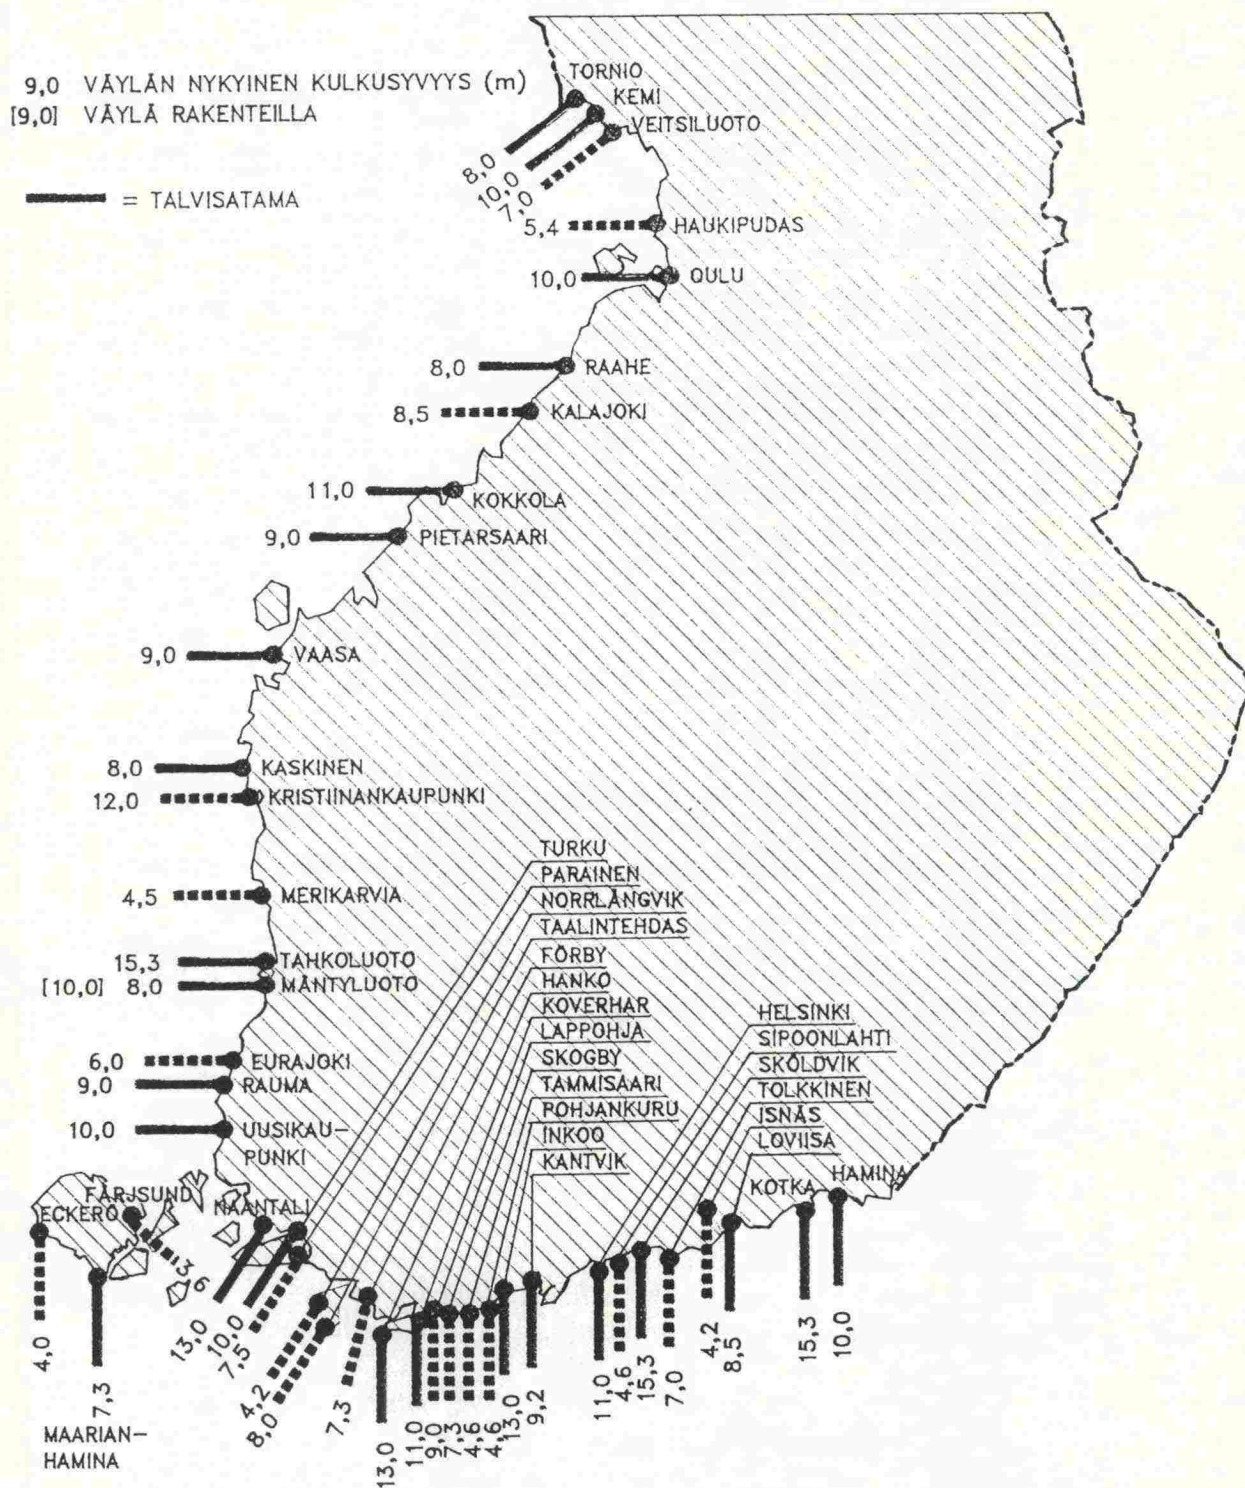 9,0 VÄYLÄN NYKYINEN KULKUSYVYYS (m)
[9,0] VÄYLÄ RAKENTEILLA
= TALVISATAMA
TORNIO
KEMI
VEITSILUOTO
8,0
10,0
7,0
5,4 HAUKIPUDAS
10,0 OULU
8,0 RAAHE
8,5 KALAJOKI
11,0 KOKKOLA
9,0 PIETARSAARI
9,0 VAASA
8,0 KASKINEN
12,0 KRISTIINANKAUPUNKI
4,5 MERIKARVIA
15,3 TAHKOLUOTO
[10,0] 8,0 MÄNTYLUOTO
6,0 EURAJOKI
9,0 RAUMA
10,0 UUSIKAU-
PUNKI
TURKU
PARAINEN
NORRLÅNGVIK
TAALINTEHDAS
FÖRBY
HANKO
KOVERHAR
LAPPOHJA
SKOGBY
TAMMISAARI
POHJANKURU
INKOO
KANTVIK
HELSINKI
SIPOONLAHTI
SKÖLDVIK
TOLKKINEN
ISNÄS
LOVIISA
KOTKA
HAMINA
FÄRJSUND
ECKERÖ
NAANTALI
3,6
4,0
7,3
MAARIAN-
HAMINA
13,0
10,0
7,5
4,2
8,0
7,3
13,0
11,0
9,0
7,3
4,6
4,6
13,0
9,2
11,0
4,6
15,3
7,0
4,2
8,5
15,3
10,0